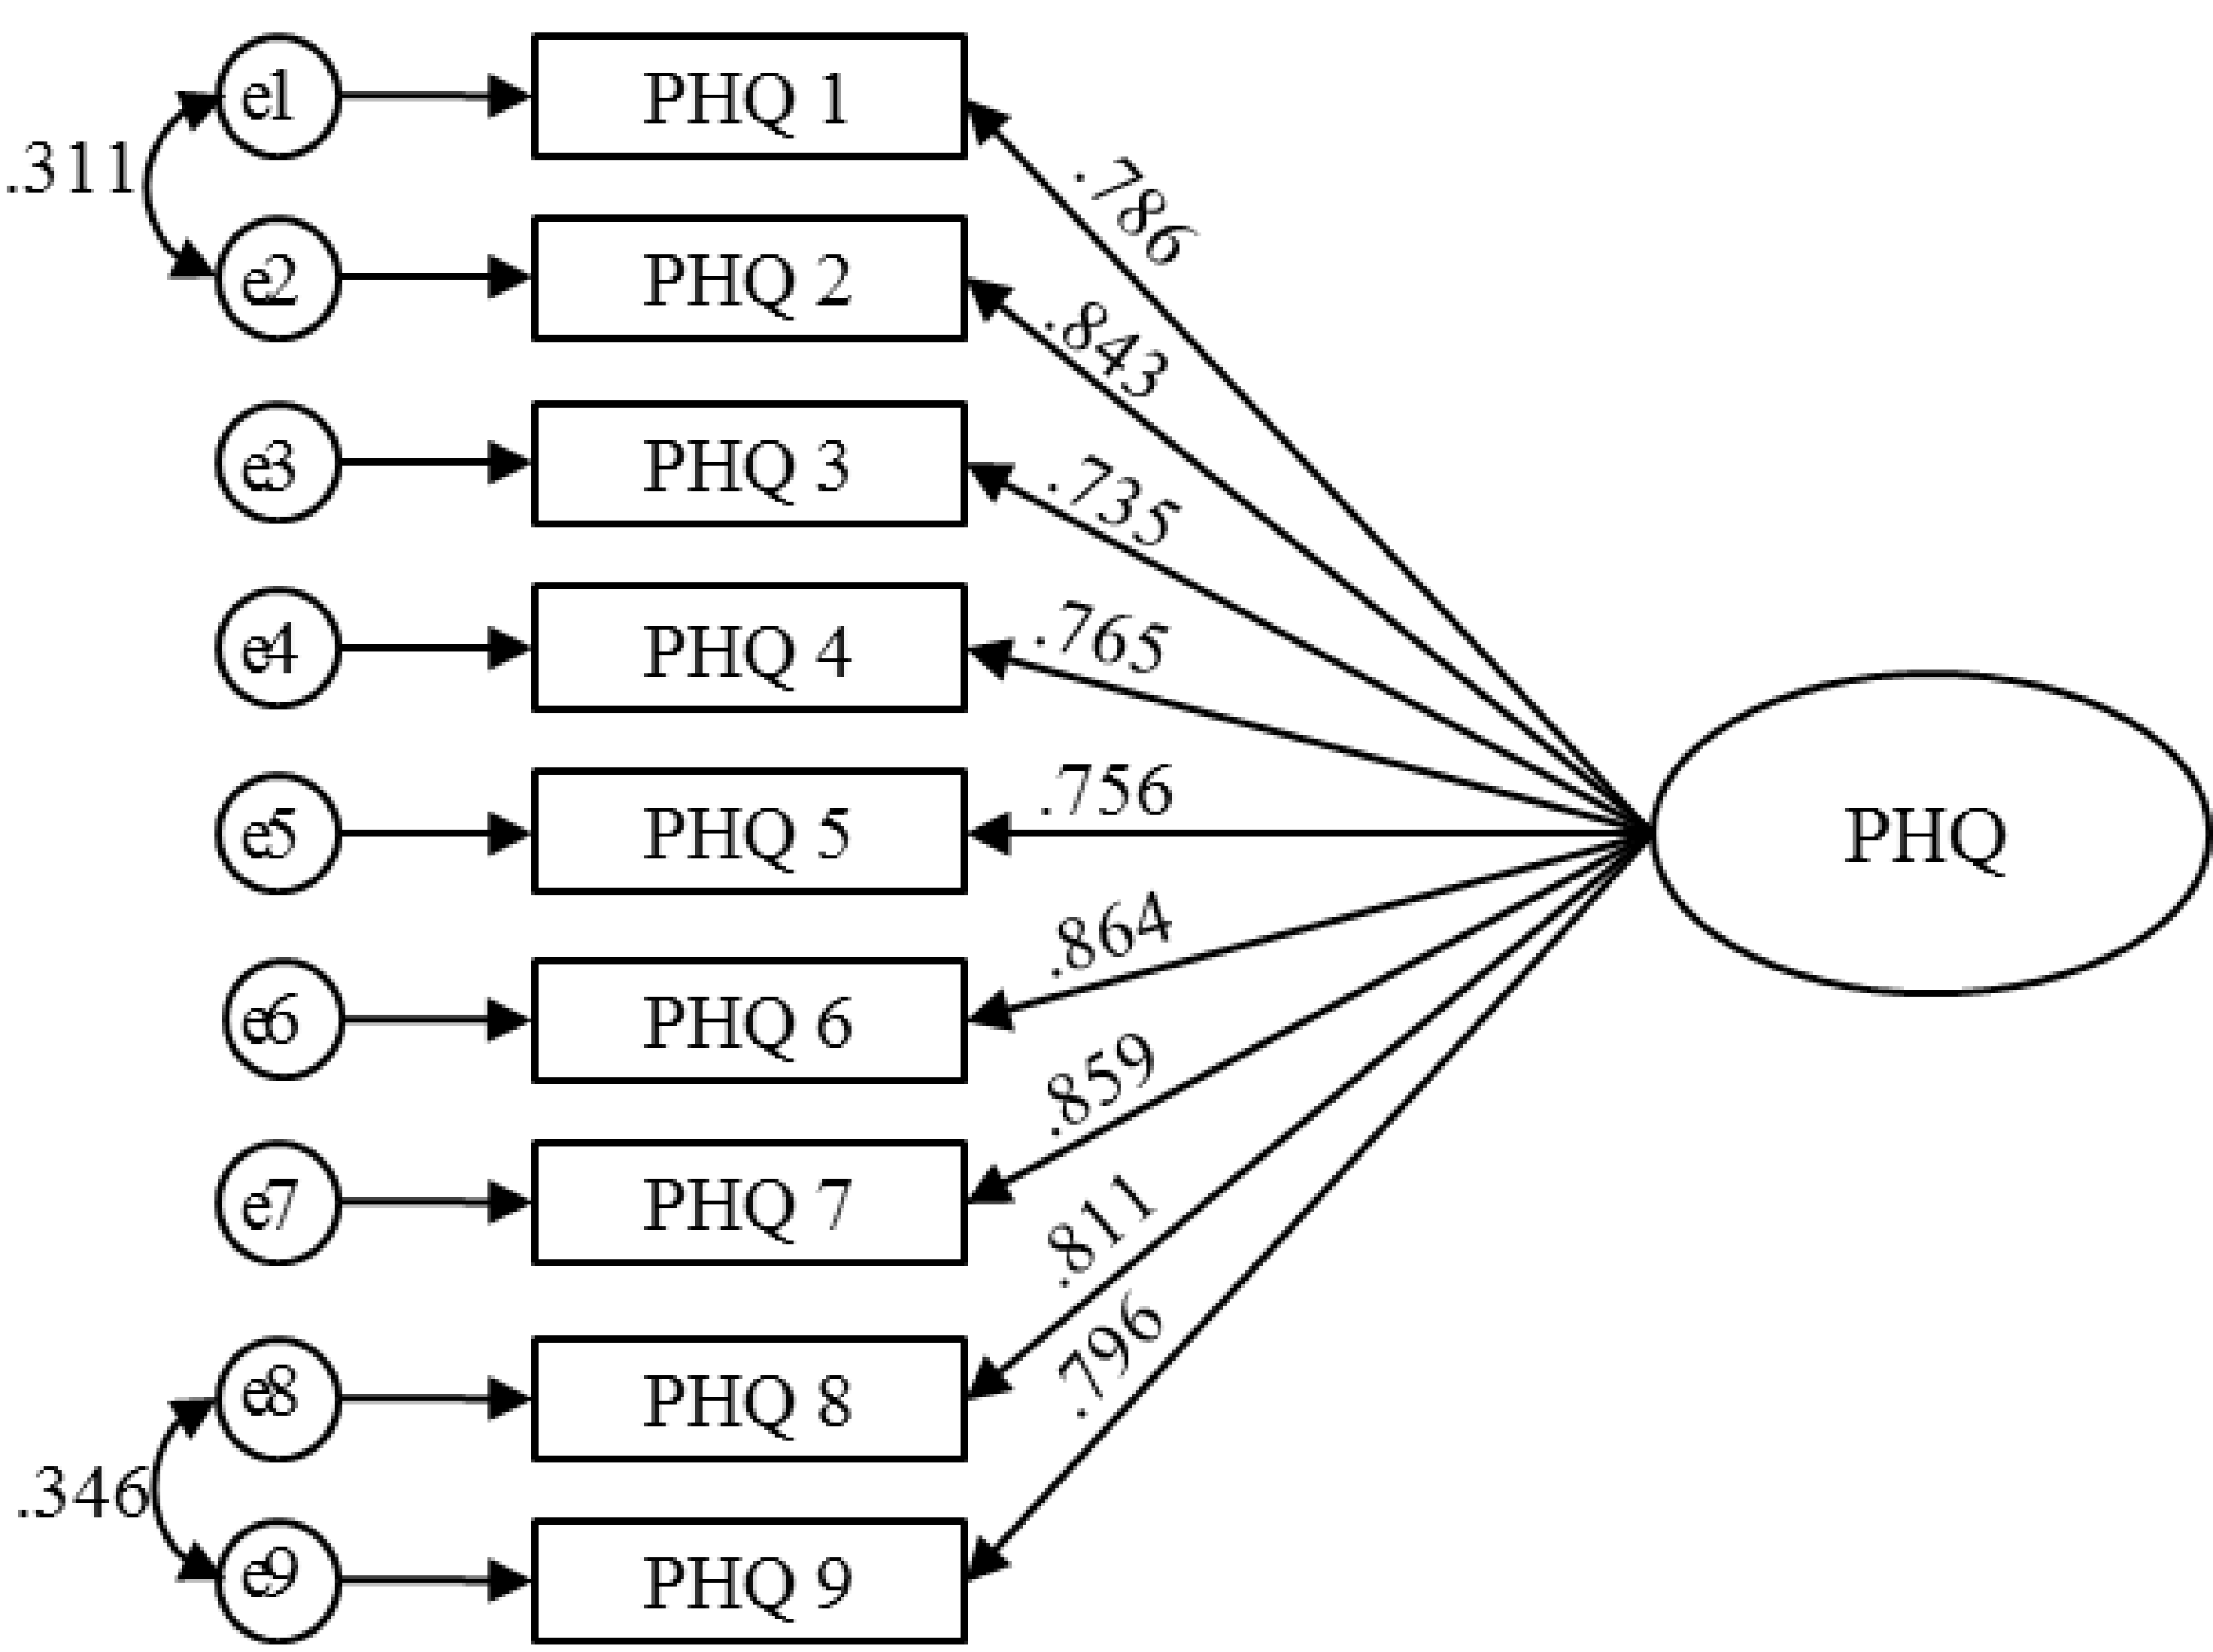 e1 PHQ 1
.311
.786
e2 PHQ 2
.843
e3 PHQ 3
.735
e4 PHQ 4
.765
e5 PHQ 5
.756
PHQ
e6 PHQ 6
.864
e7 PHQ 7
.859
e8 PHQ 8
.811
.346
e9 PHQ 9
.796